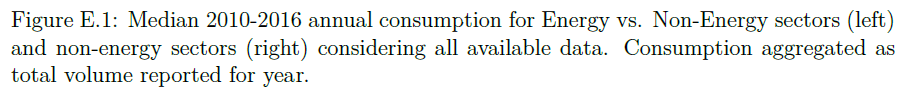 Figure E.1: Median 2010-2016 annual consumption for Energy vs. Non-Energy sectors (left)
and non-energy sectors (right) considering all available data. Consumption aggregated as
total volume reported for year.